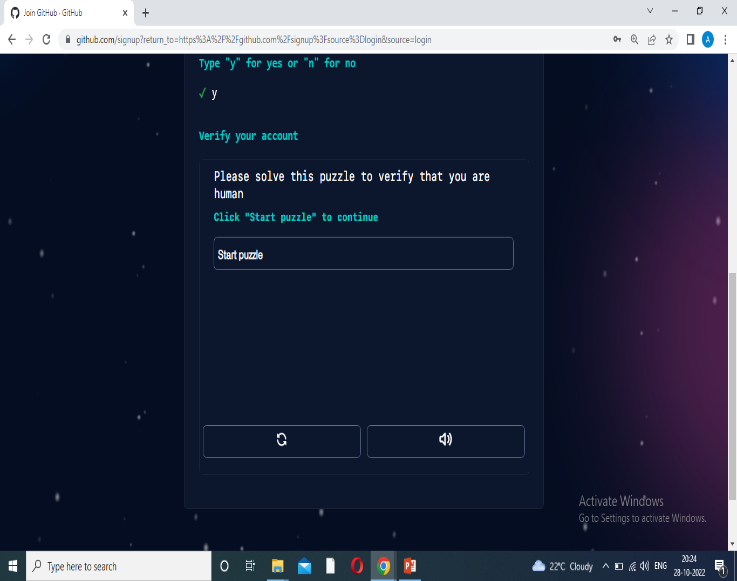 Join GitHub · GitHub
github.com/signup?return_to=https%3A%2F%2Fgithub.com%2Fsignup%3Fsource%3Dlogin&source=login
A
Type "y" for yes or "n" for no
✓ y
Verify your account
Please solve this puzzle to verify that you are
human
Click "Start puzzle" to continue
Start puzzle
Activate Windows
Go to Settings to activate Windows.
Type here to search
22°C Cloudy
ENG
20:24
28-10-2022
1